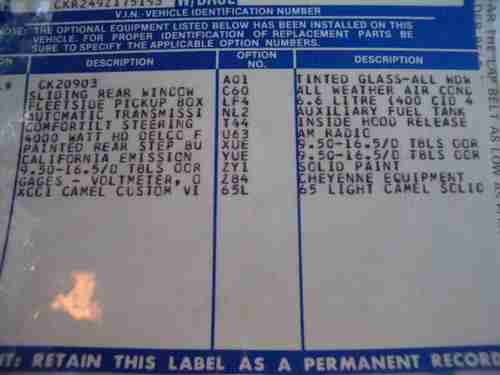 CKR2492175153 W/BASE
V.I.N.-VEHICLE IDENTIFICATION NUMBER
NOTE: THE OPTIONAL EQUIPMENT LISTED BELOW HAS BEEN INSTALLED ON THIS
VEHICLE. FOR PROPER IDENTIFICATION OF REPLACEMENT PARTS BE
SURE TO SPECIFY THE APPLICABLE OPTION NUMBERS.
DESCRIPTION OPTION NO. DESCRIPTION
CK20903 A01 TINTED GLASS-ALL WDW
SLIDING REAR WINDOW C60 ALL WEATHER AIR COND
FLEETSIDE PICKUP BOX LF4 6.6 LITRE (400 CID 4
AUTOMATIC TRANSMISSI NL2 AUXILIARY FUEL TANK
COMFORTILT STEERING T44 INSIDE HOOD RELEASE
4000 WATT HD DELCO F U63 AM RADIO
PAINTED REAR STEP BU XUE 9.50-16.5/D TBLS OOR
CALIFORNIA EMISSION YUE 9.50-16.5/D TBLS OOR
9.50-16.5/D TBLS OOR ZY1 SOLID PAINT
GAGES - VOLTMETER, O Z84 CHEYENNE EQUIPMENT
CAMEL CUSTOM VI 65L 65 LIGHT CAMEL SOLID
NT: RETAIN THIS LABEL AS A PERMANENT RECORD